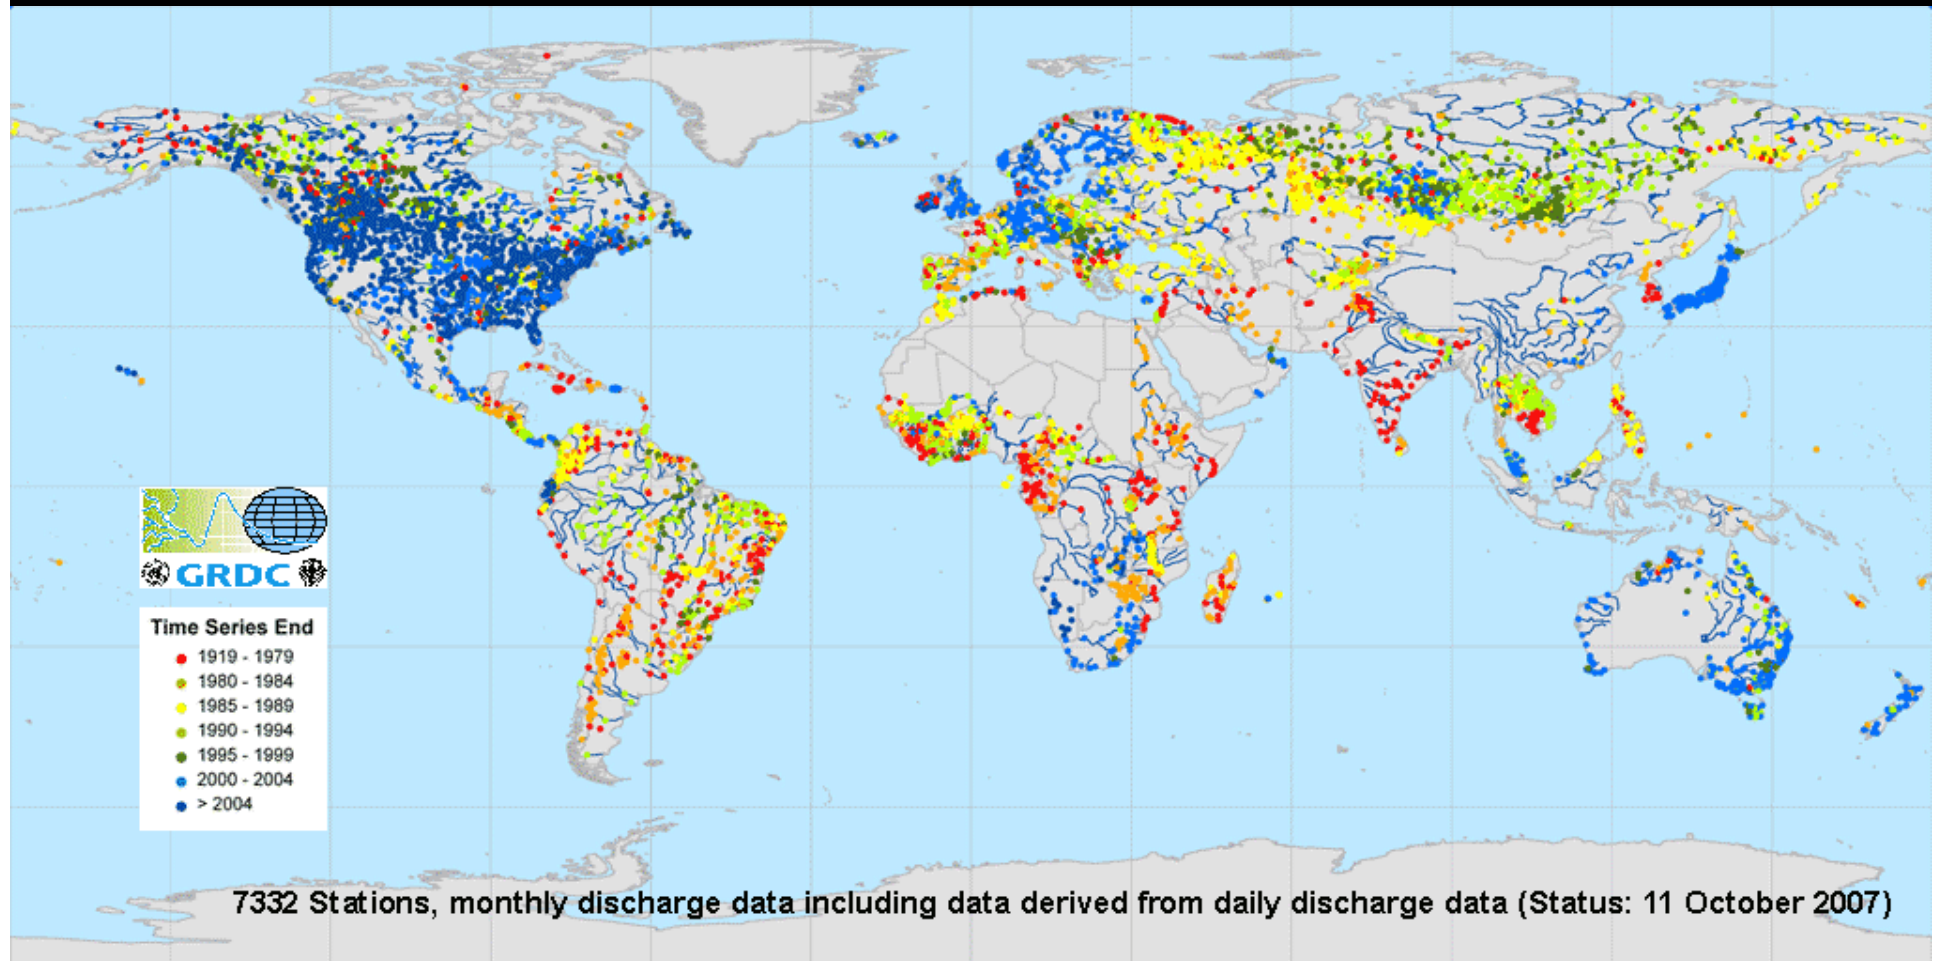 GRDC
Time Series End
1919 - 1979
1980 - 1984
1985 - 1989
1990 - 1994
1995 - 1999
2000 - 2004
> 2004
7332 Stations, monthly discharge data including data derived from daily discharge data (Status: 11 October 2007)